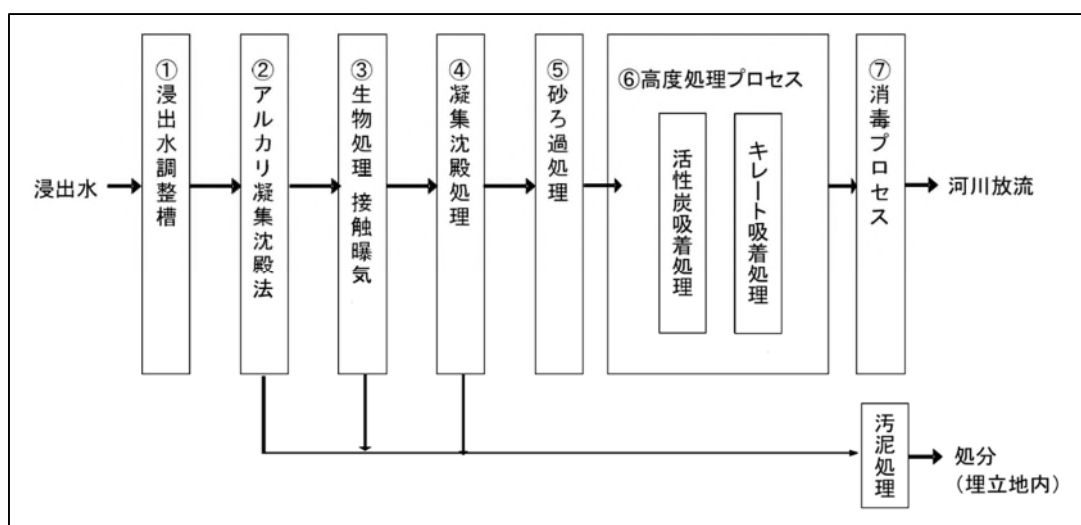 浸出水
①浸出水調整槽
②アルカリ凝集沈殿法
③生物処理 接触曝気
④凝集沈殿処理
⑤砂ろ過処理
⑥高度処理プロセス
活性炭吸着処理
キレート吸着処理
⑦消毒プロセス
河川放流
汚泥処理
処分
(埋立地内)